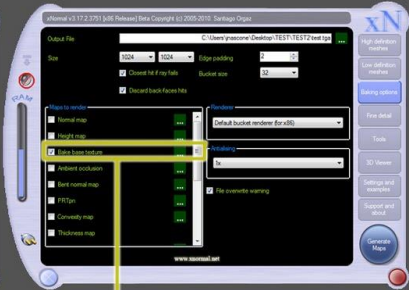 xNormal v3.17.2.3751 [x86 Release] Beta Copyright (c) 2005-2010. Santiago Orgaz
xN
Output File C:\Users\jnascone\Desktop\TEST\TEST2\test.tga ...
Size 1024 × 1024 Edge padding 2
Closest hit if ray fails Bucket size 32
Discard back-faces hits
Maps to render
Normal map ...
Height map ...
Bake base texture ...
Ambient occlusion ...
Bent normal map ...
PRTpn ...
Convexity map ...
Thickness map ...
Renderer
Default bucket renderer (for x86)
Antialiasing
1x
File overwrite warning
www.xnormal.net
RAM
High definition meshes
Low definition meshes
Baking options
Fine detail
Tools
3D Viewer
Settings and examples
Support and about
Generate Maps